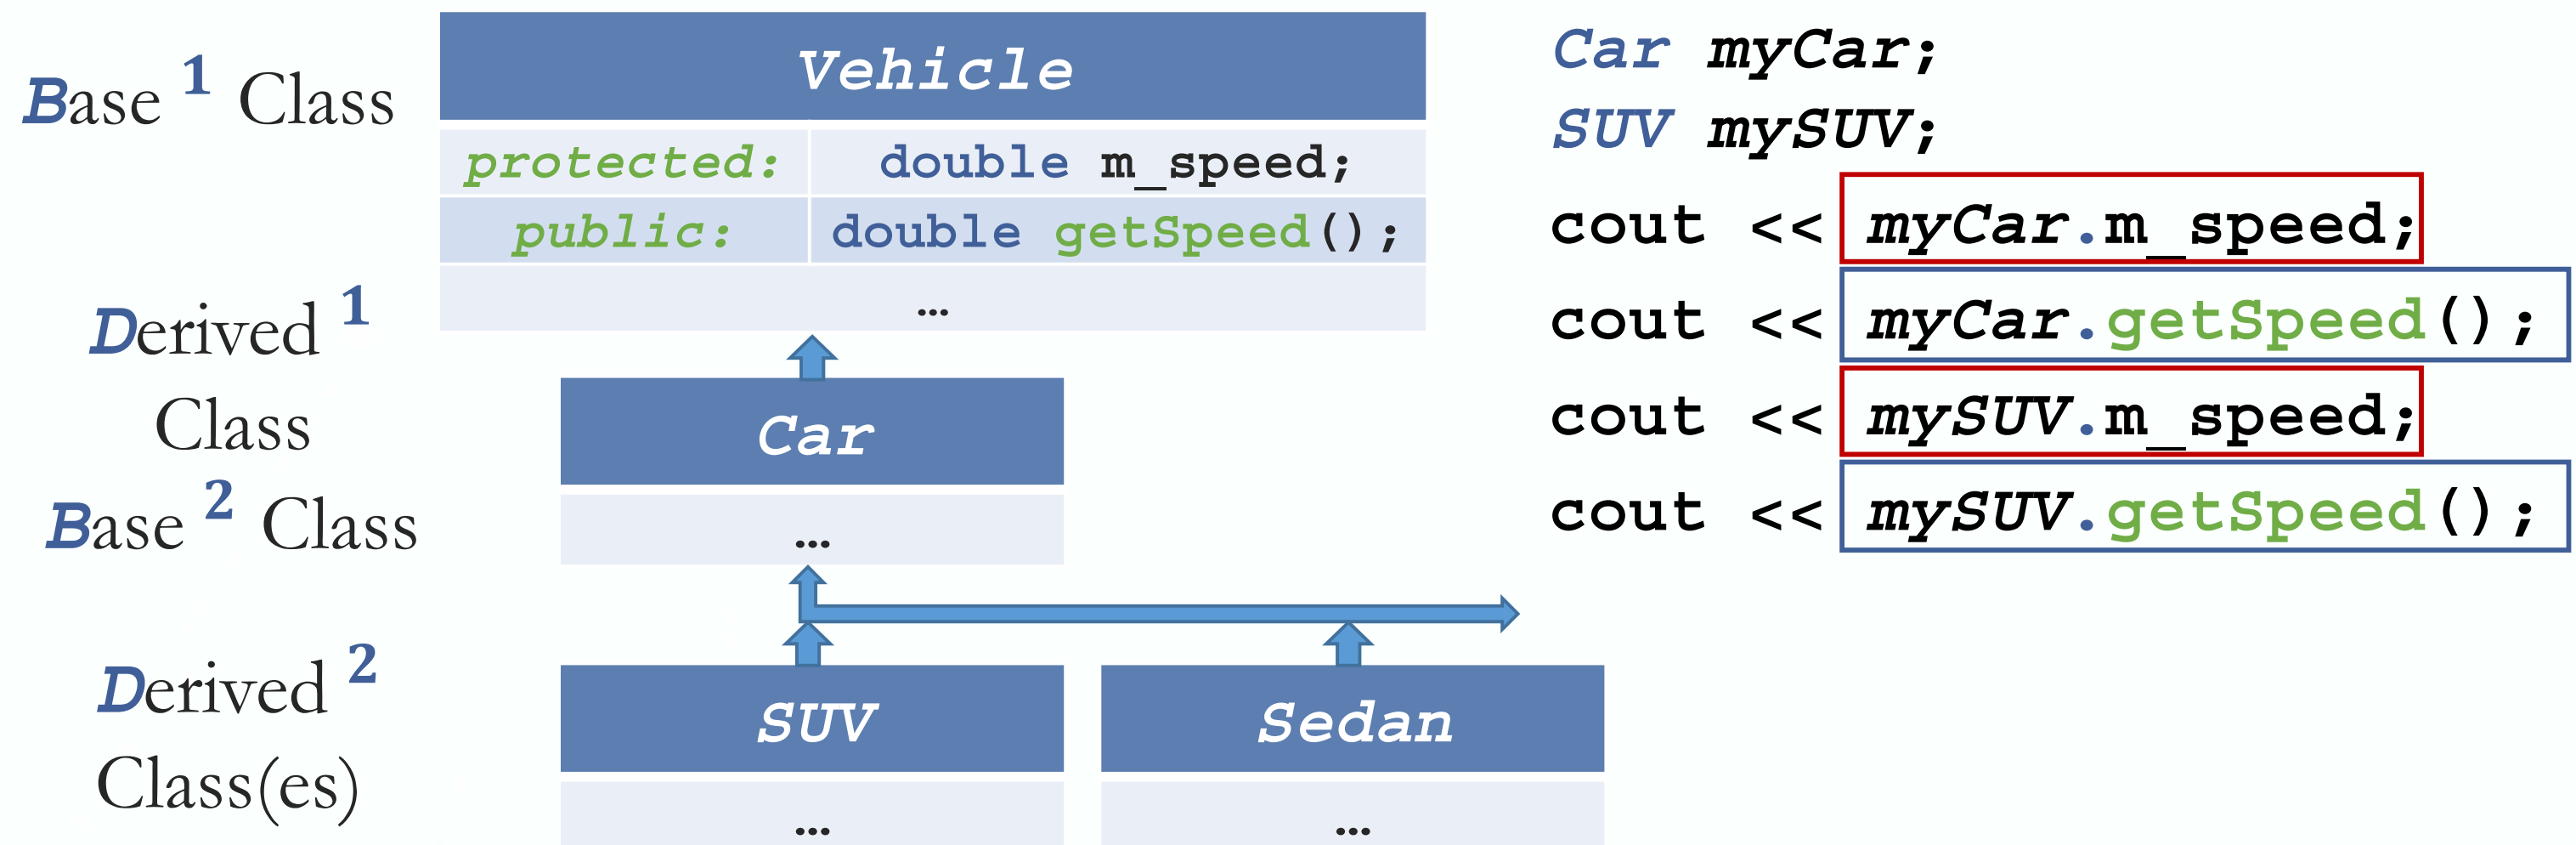 Base 1 Class
Vehicle
protected: double m_speed;
public: double getSpeed();
…
Derived 1
Class
Car
Base 2 Class
…
Derived 2
Class(es)
SUV
…
Sedan
…
Car myCar;
SUV mySUV;
cout << myCar.m_speed;
cout << myCar.getSpeed();
cout << mySUV.m_speed;
cout << mySUV.getSpeed();